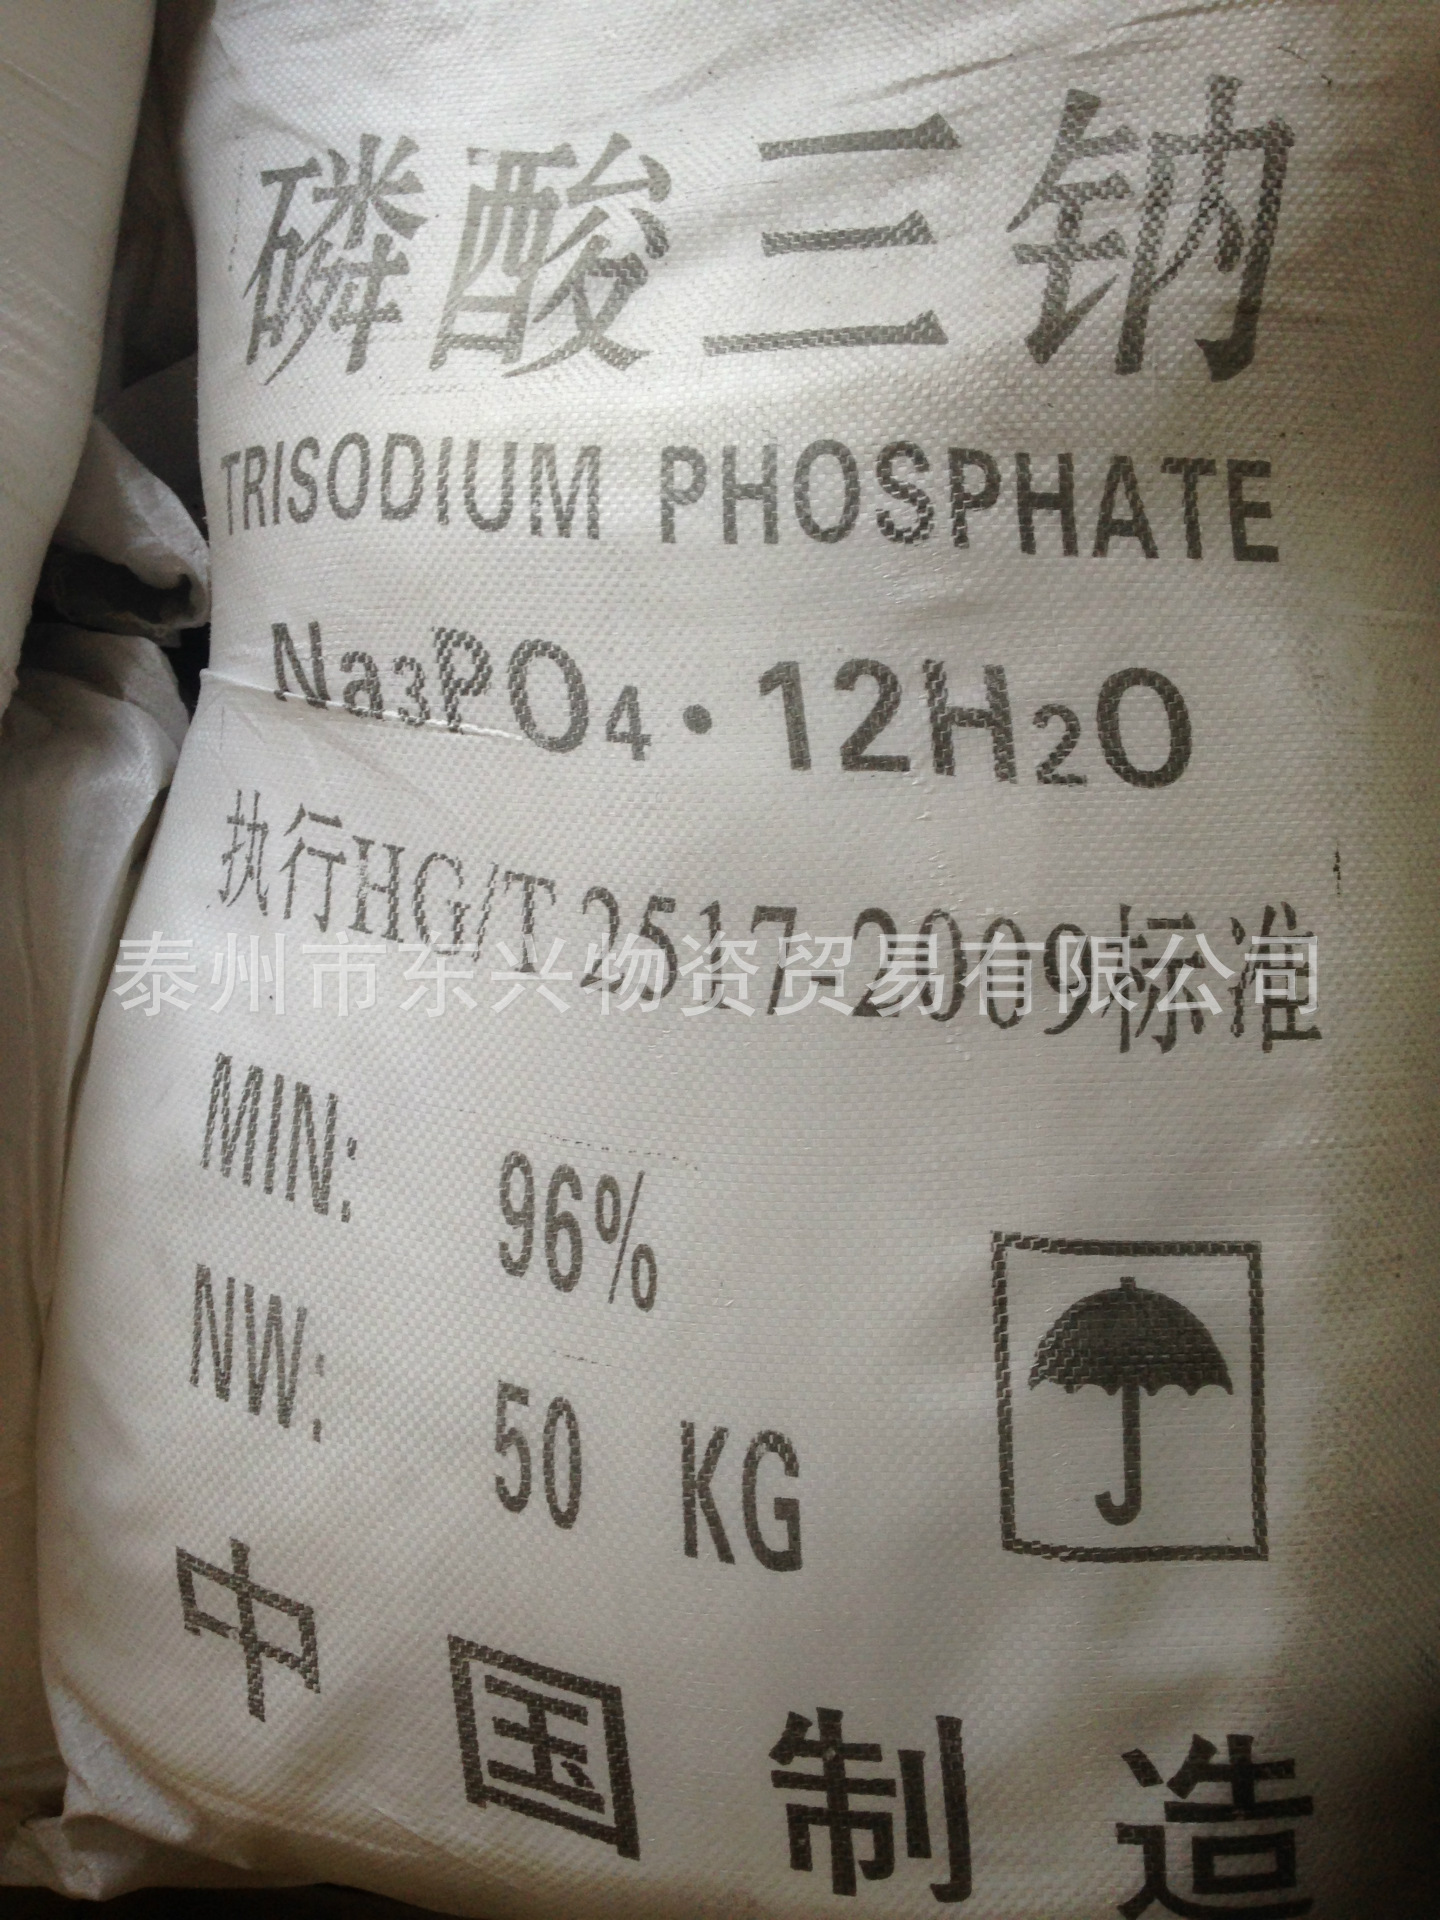 磷酸三钠
TRISODIUM PHOSPHATE
Na₃PO₄·12H₂O
执行HG/T 2517-2009标准
泰州市东兴物资贸易有限公司
MIN: 96%
NW: 50 KG
中国制造